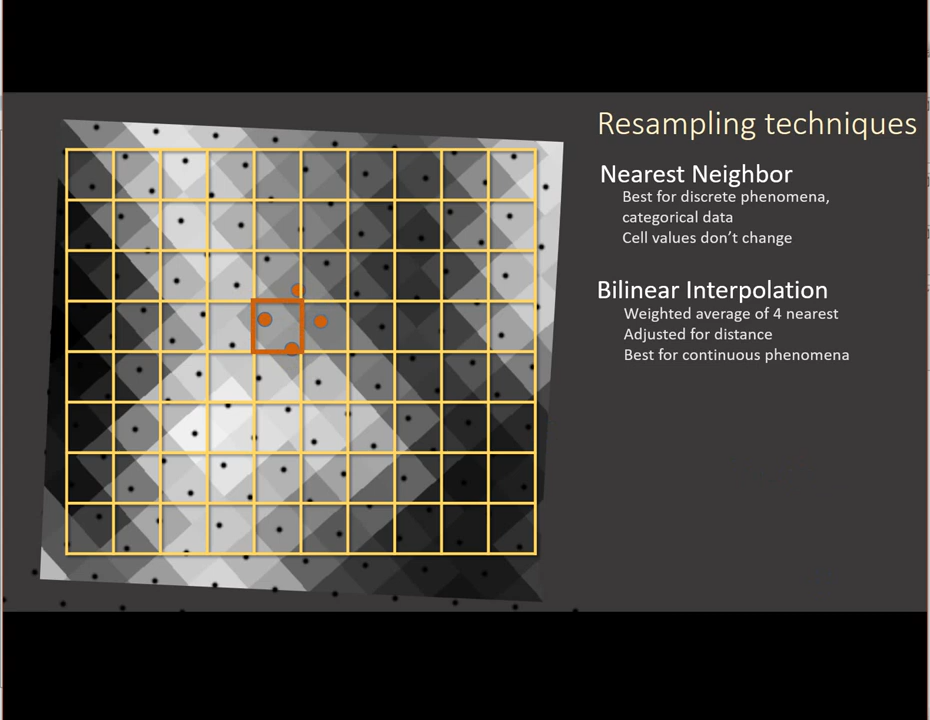 Resampling techniques
Nearest Neighbor
Best for discrete phenomena,
categorical data
Cell values don’t change
Bilinear Interpolation
Weighted average of 4 nearest
Adjusted for distance
Best for continuous phenomena